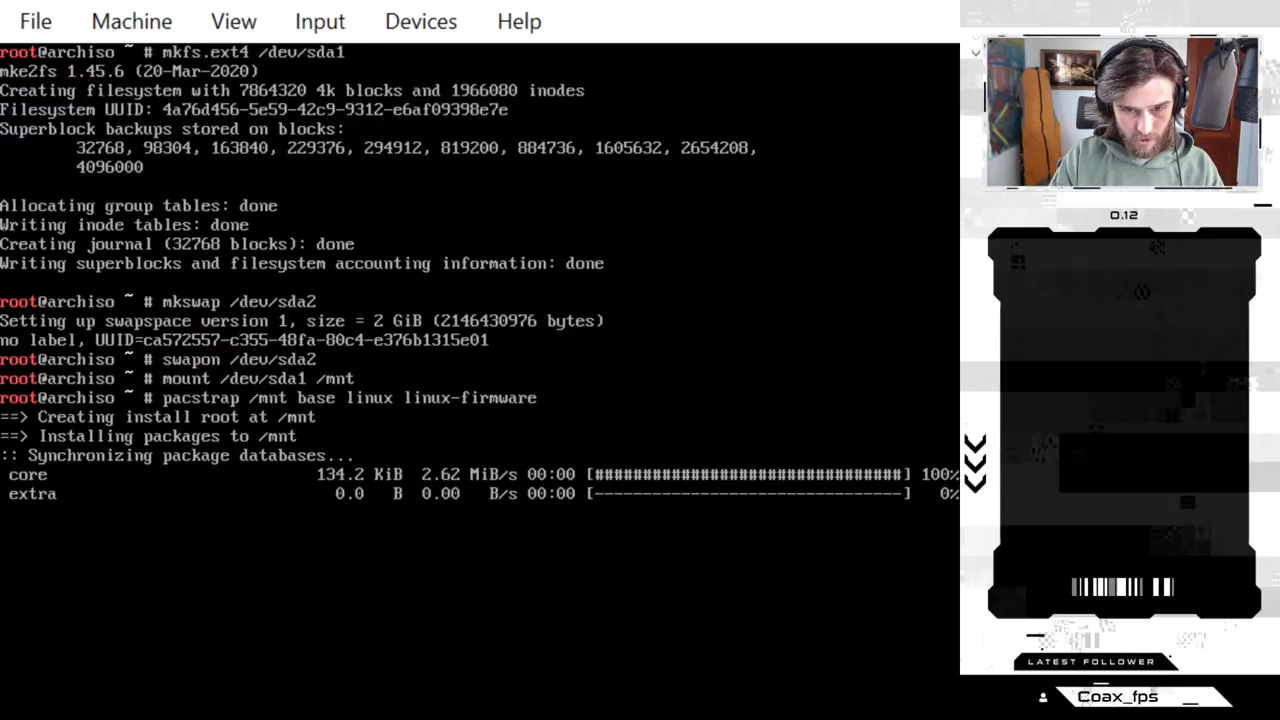 File Machine View Input Devices Help
root@archiso ~ # mkfs.ext4 /dev/sda1
mke2fs 1.45.6 (20-Mar-2020)
Creating filesystem with 7864320 4k blocks and 1966080 inodes
Filesystem UUID: 4a76d456-5e59-42c9-9312-e6af09398e7e
Superblock backups stored on blocks:
32768, 98304, 163840, 229376, 294912, 819200, 884736, 1605632, 2654208,
4096000
Allocating group tables: done
Writing inode tables: done
Creating journal (32768 blocks): done
Writing superblocks and filesystem accounting information: done
root@archiso ~ # mkswap /dev/sda2
Setting up swapspace version 1, size = 2 GiB (2146430976 bytes)
no label, UUID=ca572557-c355-48fa-80c4-e376b1315e01
root@archiso ~ # swapon /dev/sda2
root@archiso ~ # mount /dev/sda1 /mnt
root@archiso ~ # pacstrap /mnt base linux linux-firmware
==> Creating install root at /mnt
==> Installing packages to /mnt
:: Synchronizing package databases...
core 134.2 KiB 2.62 MiB/s 00:00 [################################] 100%
extra 0.0 B 0.00 B/s 00:00 [--------------------------------] 0%
0.12
LATEST FOLLOWER
Coax_fps